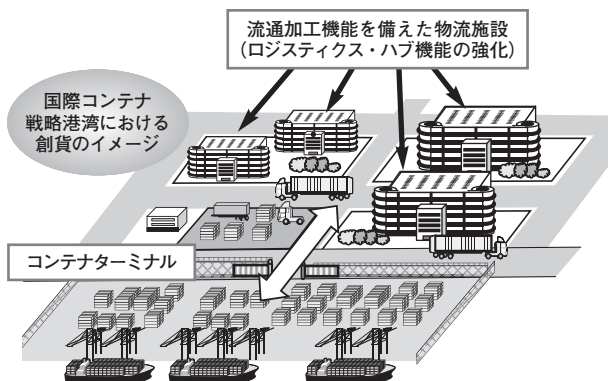 流通加工機能を備えた物流施設
（ロジスティクス・ハブ機能の強化）
国際コンテナ
戦略港湾における
創貨のイメージ
コンテナターミナル